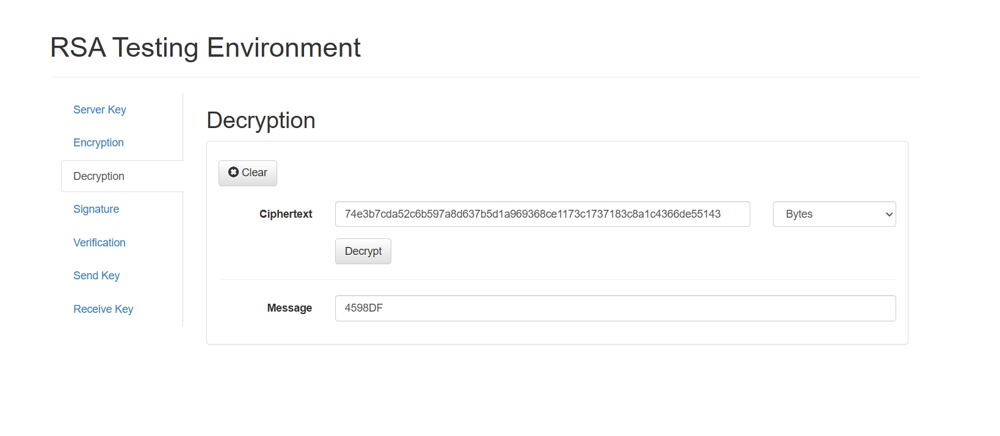 RSA Testing Environment
Server Key
Encryption
Decryption
Signature
Verification
Send Key
Receive Key
Decryption
Clear
Ciphertext 74e3b7cda52c6b597a8d637b5d1a969368ce1173c1737183c8a1c4366de55143 Bytes
Decrypt
Message 4598DF